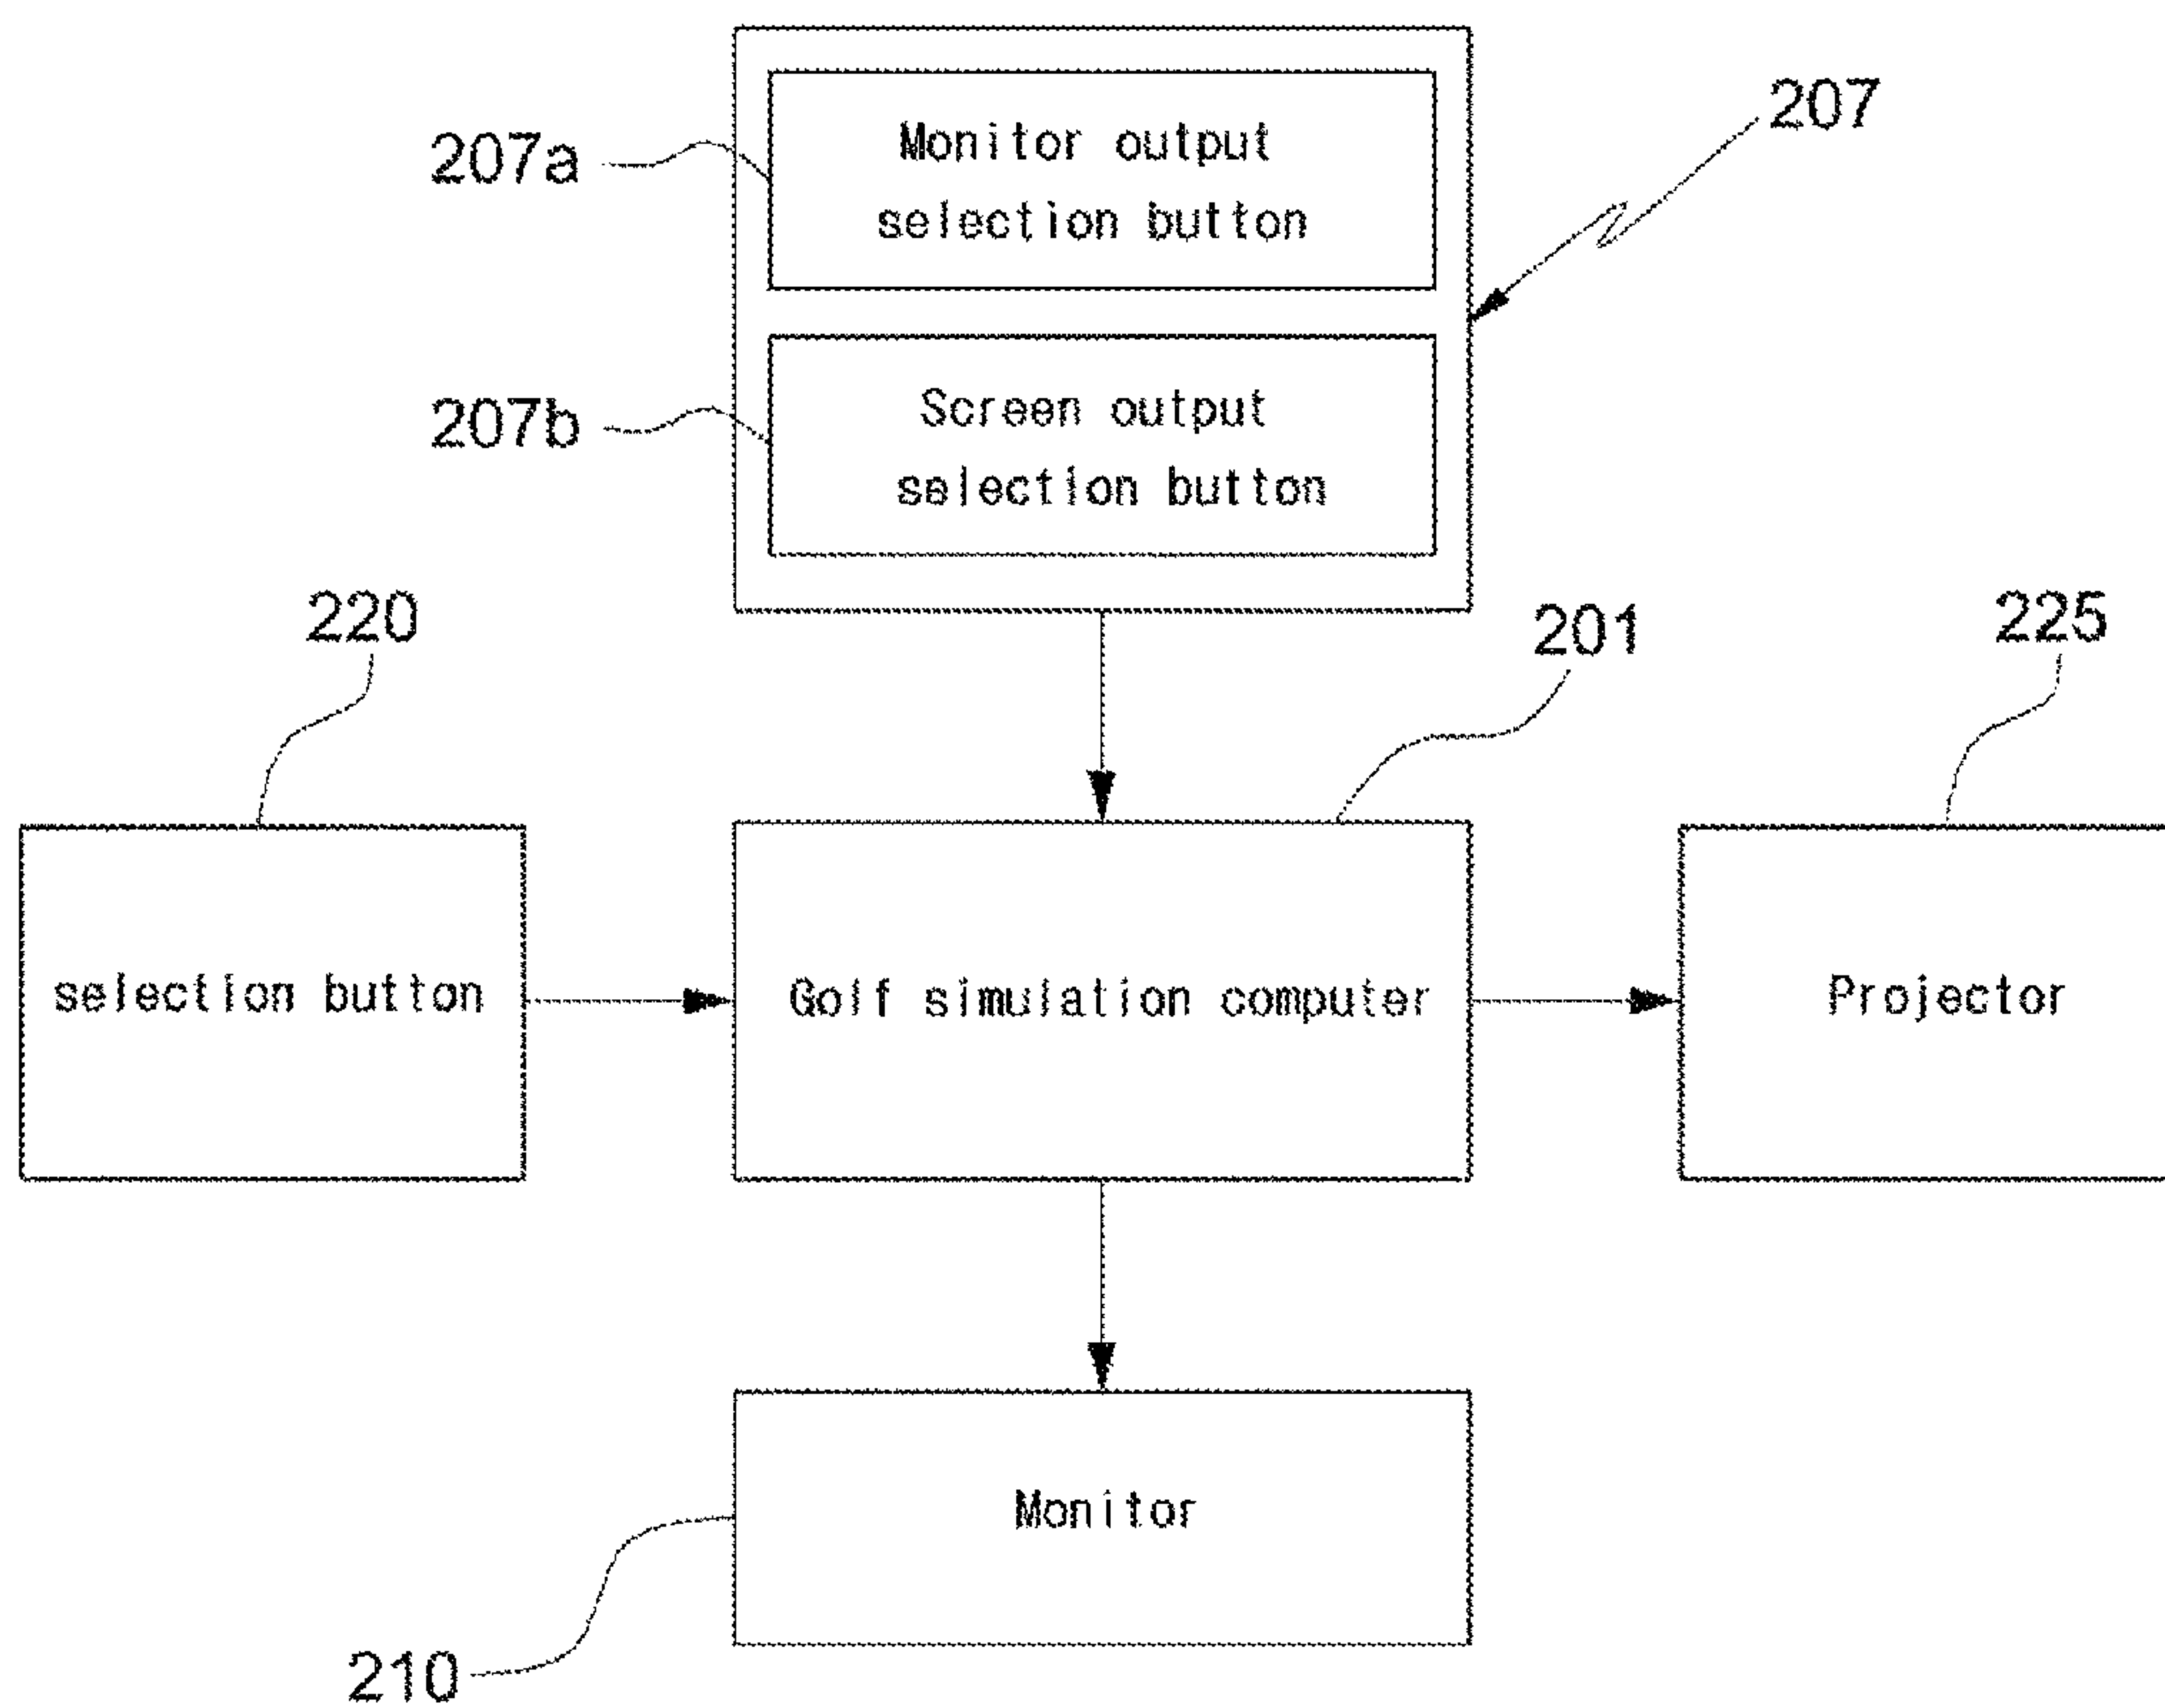 207
207a
Monitor output
selection button
207b
Screen output
selection button
220
201
225
selection button
Golf simulation computer
Projector
Monitor
210